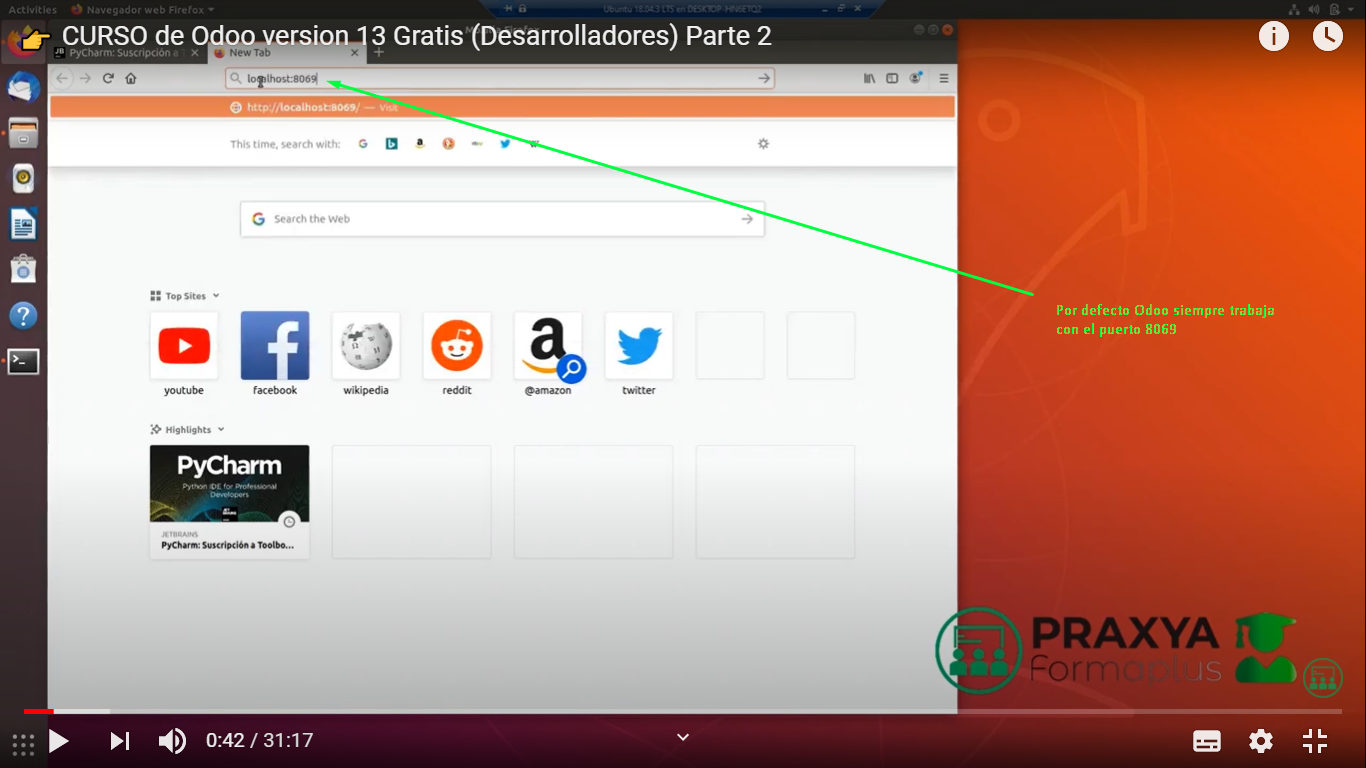 Activities
Navegador web Firefox
Ubuntu 18.04.3 LTS en DESKTOP-HN6ETQ2
CURSO de Odoo version 13 Gratis (Desarrolladores) Parte 2
PyCharm: Suscripción a T
New Tab
localhost:8069
http://localhost:8069/ — Visit
This time, search with:
Search the Web
Por defecto Odoo siempre trabaja
con el puerto 8069
Top Sites
youtube
facebook
wikipedia
reddit
@amazon
twitter
Highlights
PyCharm
Python IDE for Professional
Developers
JET
BRAINS
JETBRAINS
PyCharm: Suscripción a Toolbo...
PRAXYA
Formaplus
0:42 / 31:17